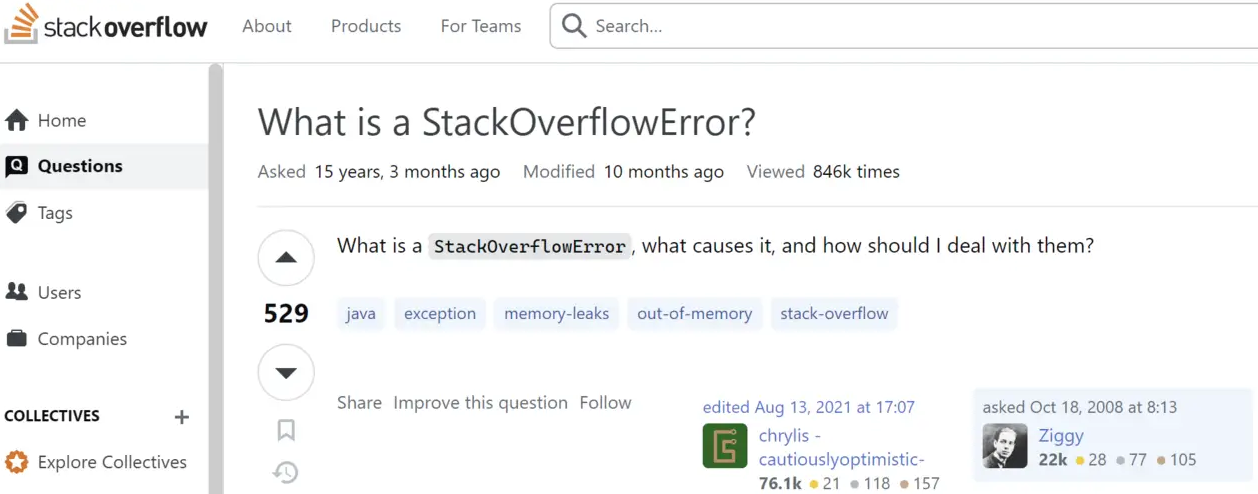 stackoverflow About Products For Teams Search...
Home
Questions
Tags
Users
Companies
COLLECTIVES +
Explore Collectives
What is a StackOverflowError?
Asked 15 years, 3 months ago Modified 10 months ago Viewed 846k times
529
What is a StackOverflowError, what causes it, and how should I deal with them?
java exception memory-leaks out-of-memory stack-overflow
Share Improve this question Follow
edited Aug 13, 2021 at 17:07
chrylis -
cautiouslyoptimistic-
76.1k 21 118 157
asked Oct 18, 2008 at 8:13
Ziggy
22k 28 77 105